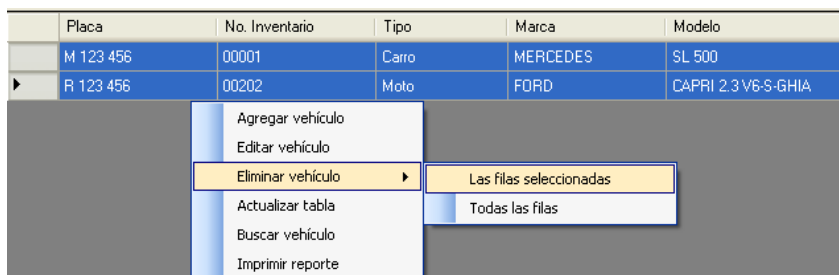 Placa No. Inventario Tipo Marca Modelo
M 123 456 00001 Carro MERCEDES SL 500
R 123 456 00202 Moto FORD CAPRI 2.3 V6-S-GHIA
Agregar vehículo
Editar vehículo
Eliminar vehículo
Las filas seleccionadas
Actualizar tabla
Todas las filas
Buscar vehículo
Imprimir reporte